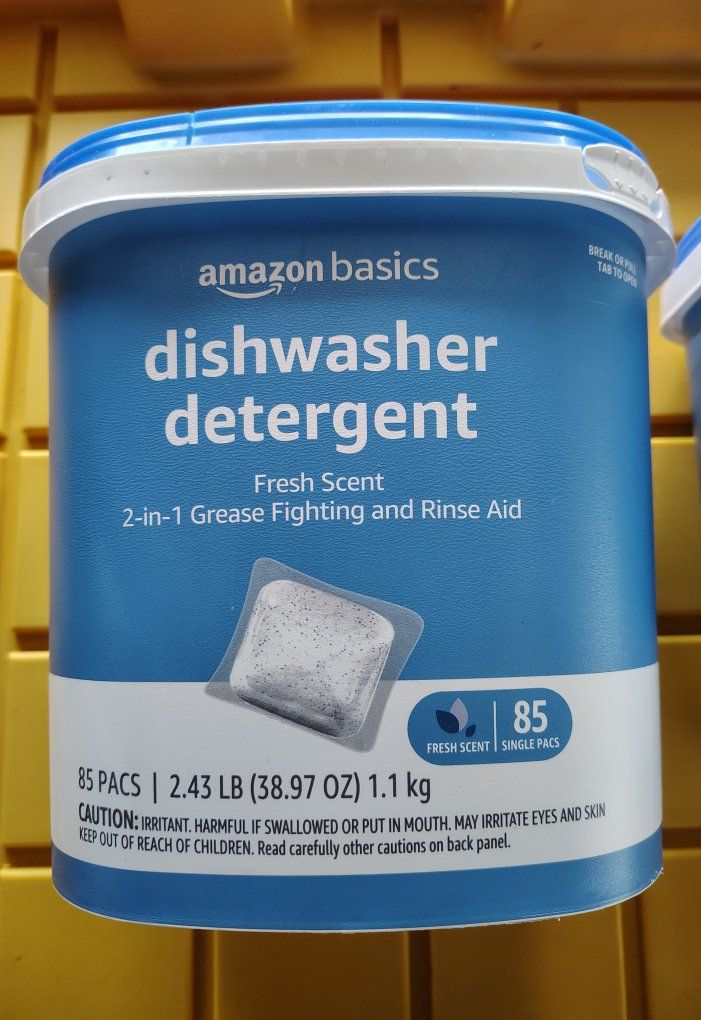 amazon basics
BREAK OR PULL
TAB TO OPEN
dishwasher
detergent
Fresh Scent
2-in-1 Grease Fighting and Rinse Aid
FRESH SCENT
85
SINGLE PACS
85 PACS | 2.43 LB (38.97 OZ) 1.1 kg
CAUTION: IRRITANT. HARMFUL IF SWALLOWED OR PUT IN MOUTH. MAY IRRITATE EYES AND SKIN
KEEP OUT OF REACH OF CHILDREN. Read carefully other cautions on back panel.